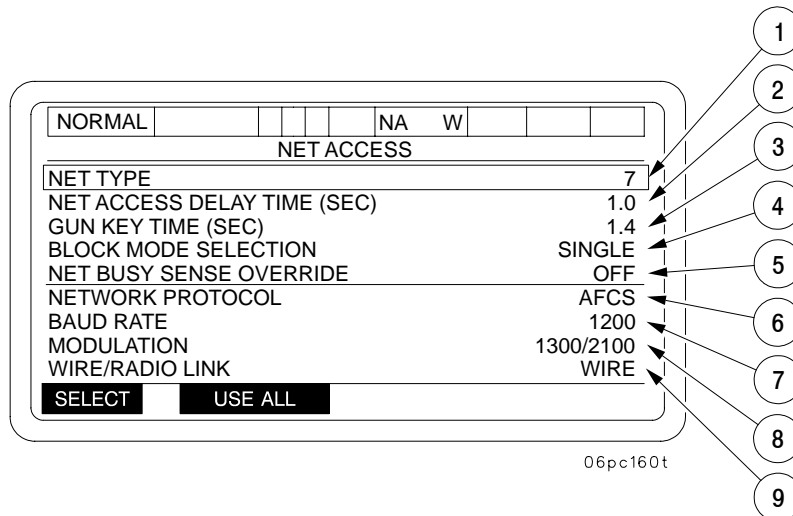 NORMAL NA W
NET ACCESS
NET TYPE 7
NET ACCESS DELAY TIME (SEC) 1.0
GUN KEY TIME (SEC) 1.4
BLOCK MODE SELECTION SINGLE
NET BUSY SENSE OVERRIDE OFF
NETWORK PROTOCOL AFCS
BAUD RATE 1200
MODULATION 1300/2100
WIRE/RADIO LINK WIRE
SELECT USE ALL
06pc160t
1
2
3
4
5
6
7
8
9